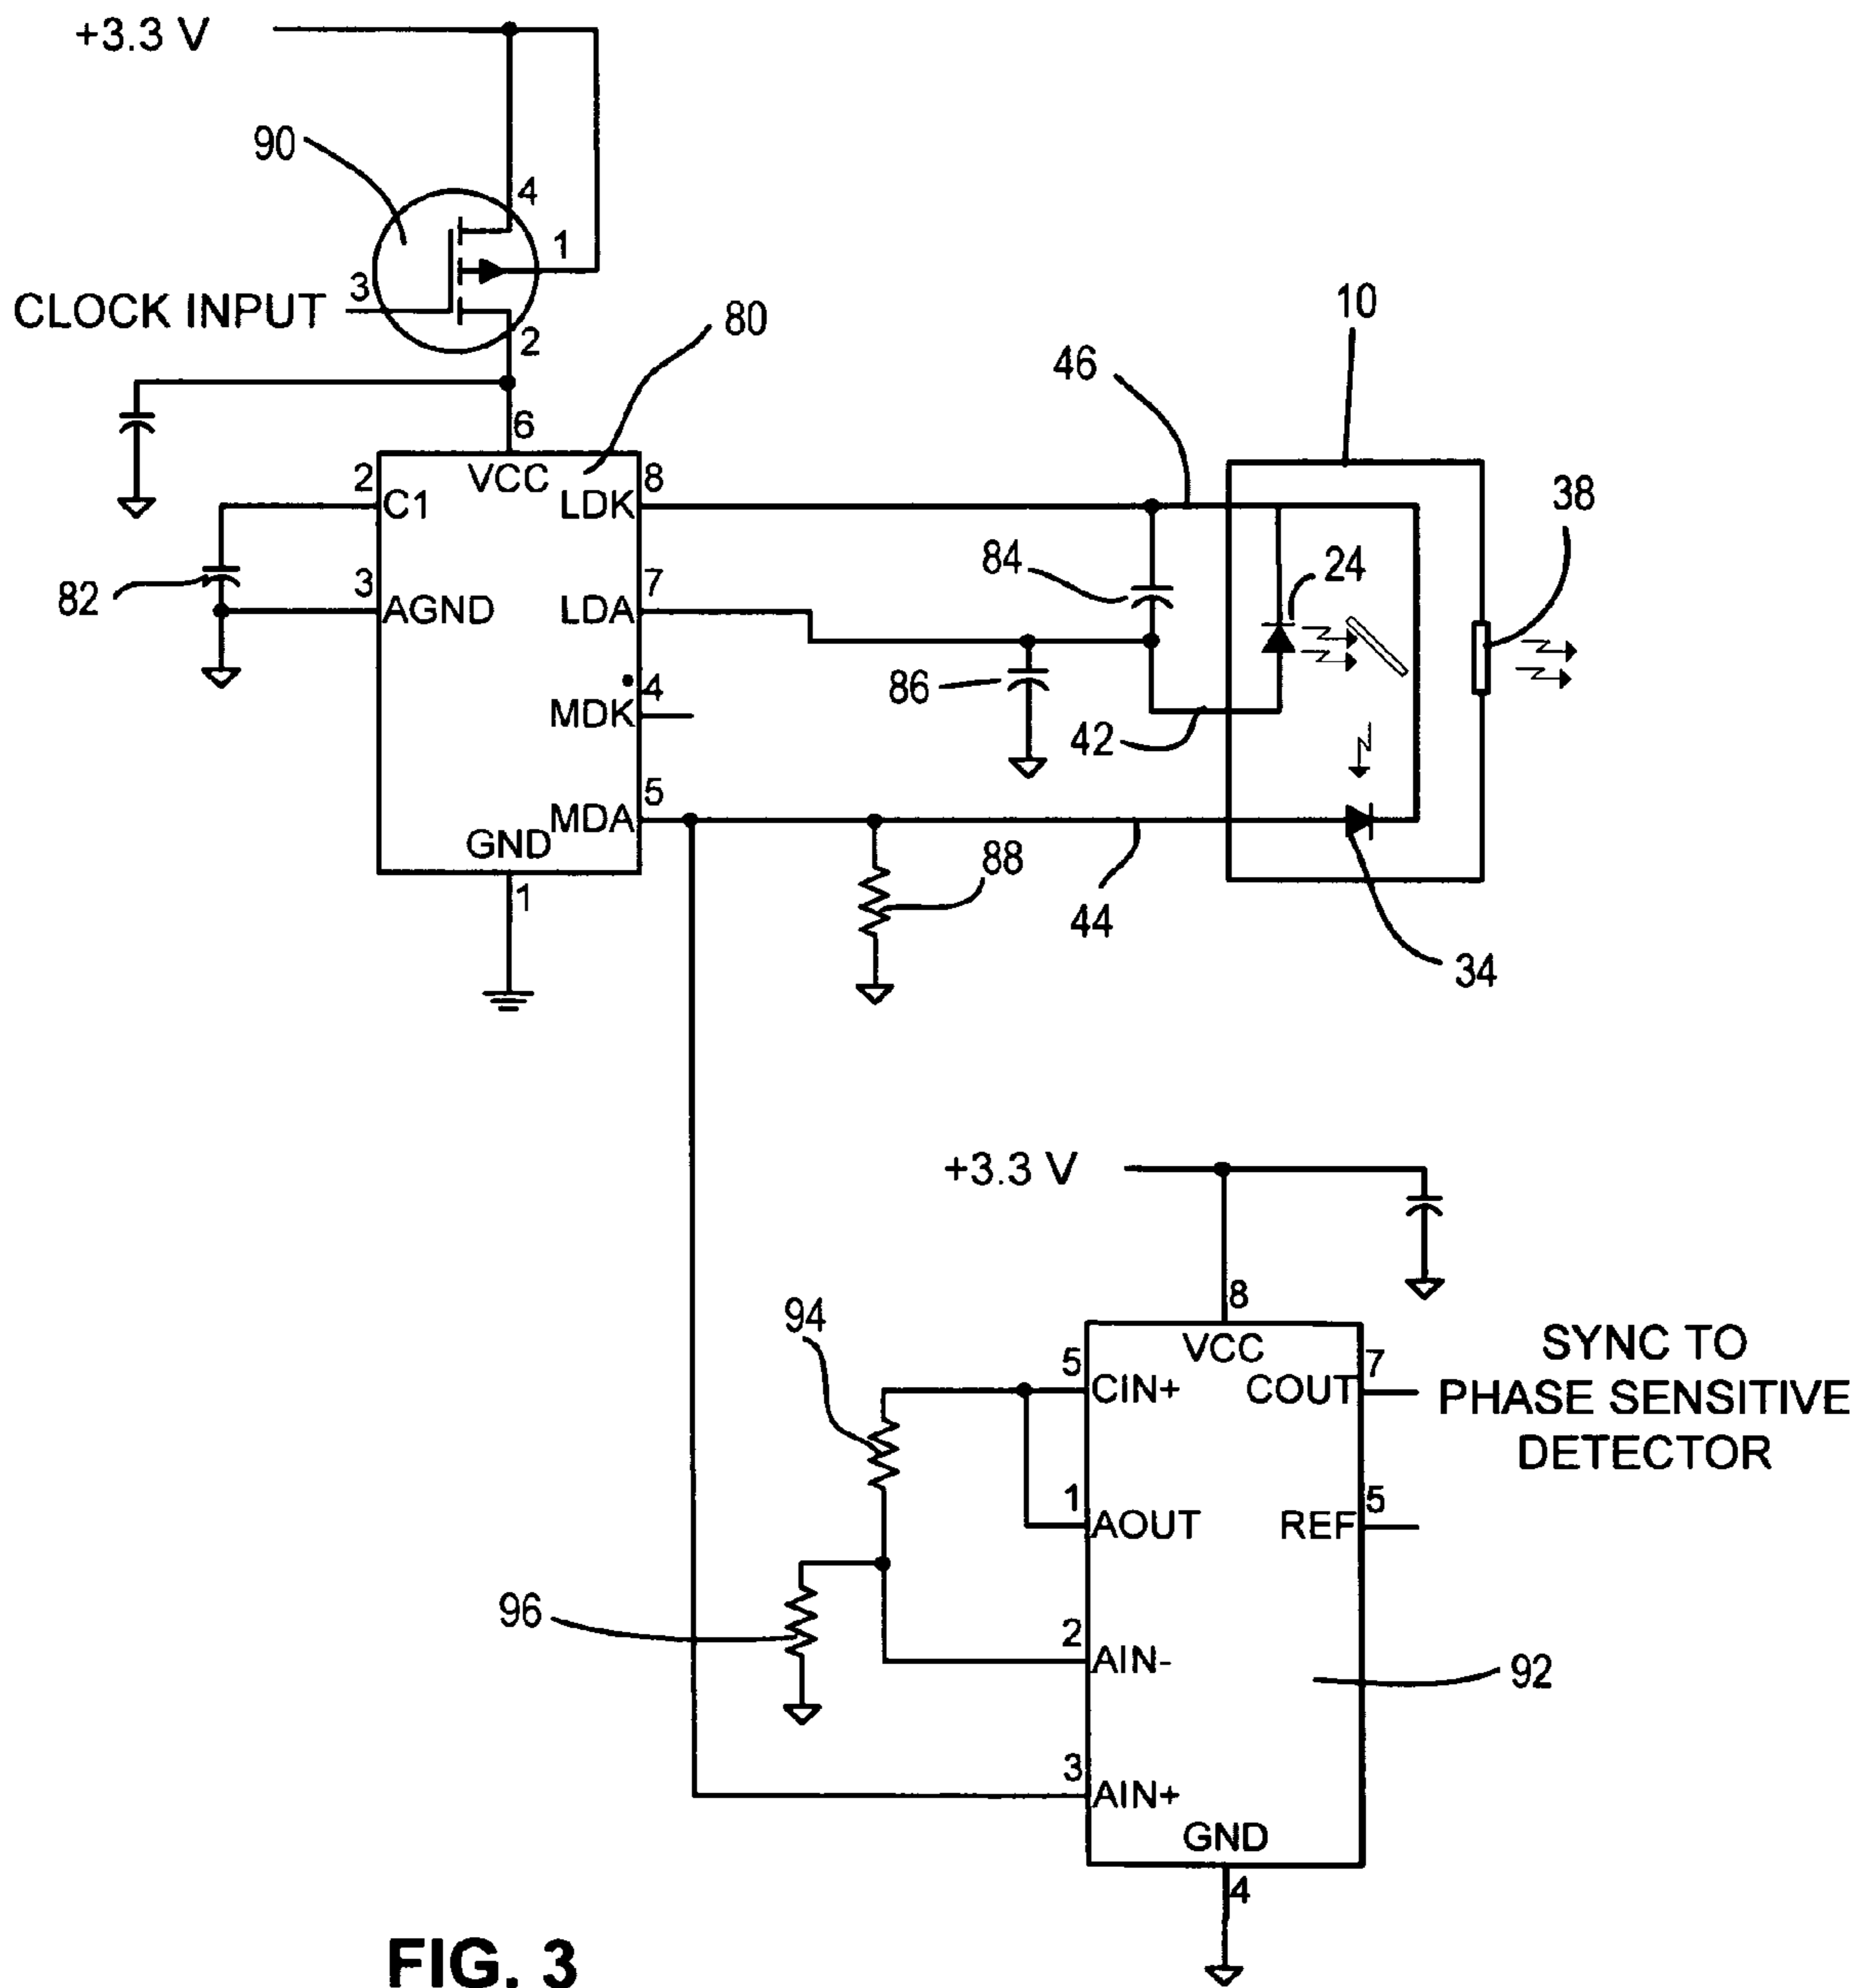 +3.3 V
90
4
1
3
CLOCK INPUT
2
80
10
46
6
2
VCC
8
C1
LDK
38
84
24
82
3
7
AGND
LDA
4
86
MDK
42
5
MDA
GND
88
1
44
34
+3.3 V
8
94
VCC
SYNC TO
PHASE SENSITIVE
DETECTOR
5
7
CIN+
COUT
1
5
AOUT
REF
96
2
AIN-
92
3
AIN+
GND
4
FIG. 3